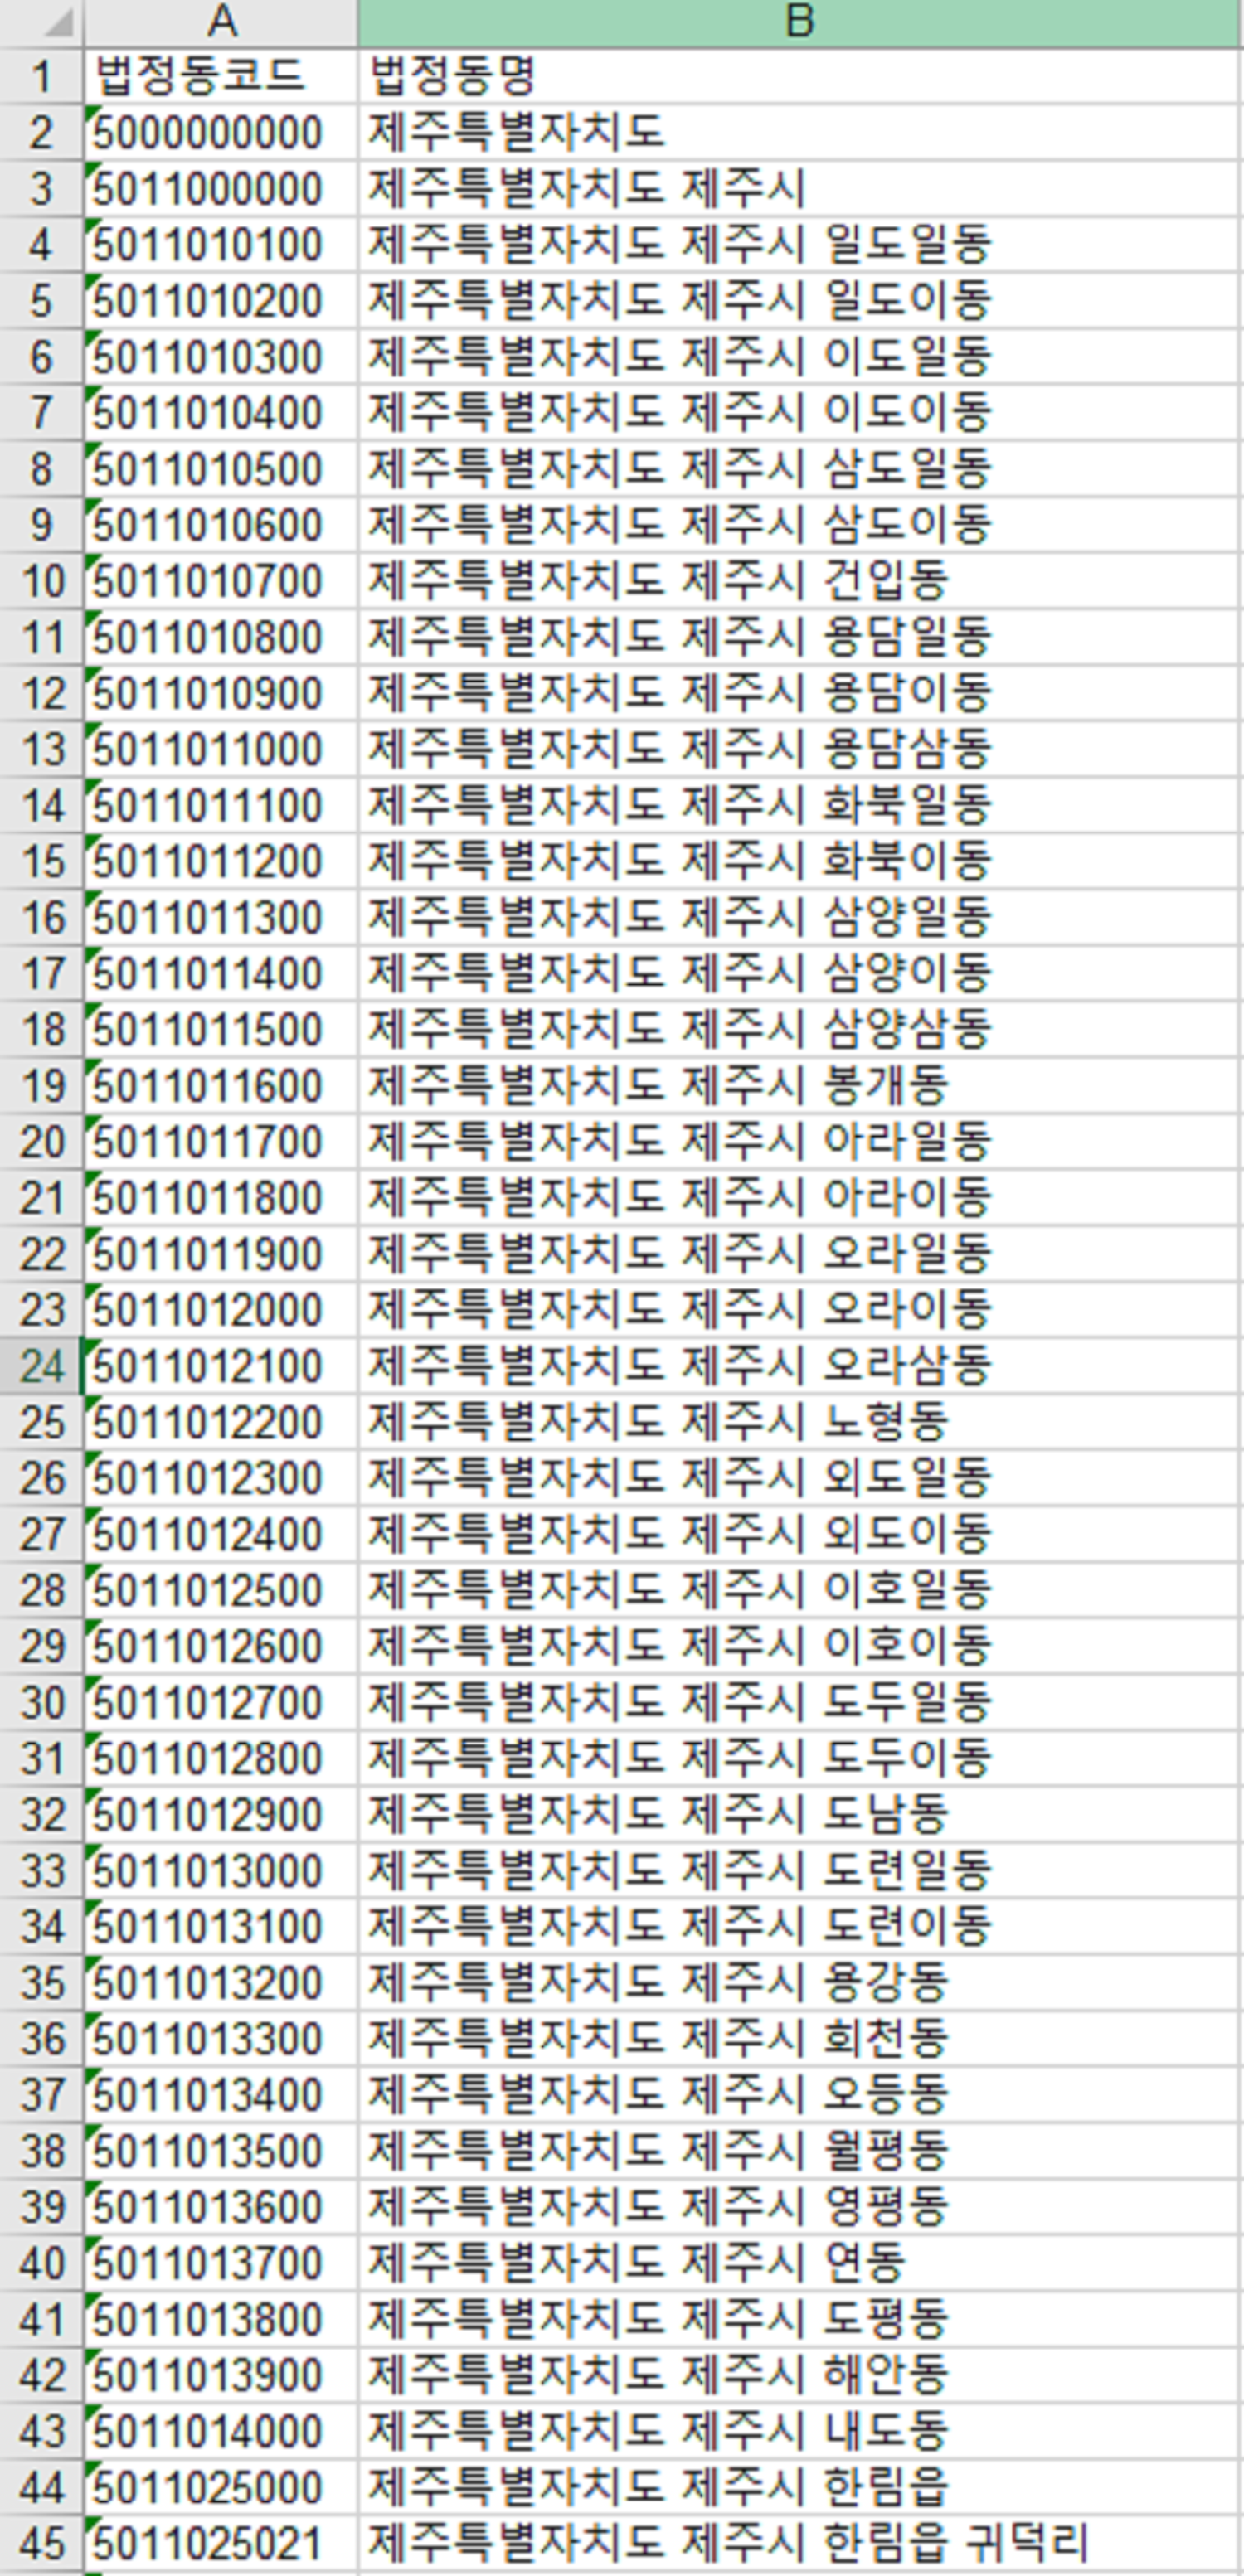 A B
1 법정동코드 법정동명
2 5000000000 제주특별자치도
3 5011000000 제주특별자치도 제주시
4 5011010100 제주특별자치도 제주시 일도일동
5 5011010200 제주특별자치도 제주시 일도이동
6 5011010300 제주특별자치도 제주시 이도일동
7 5011010400 제주특별자치도 제주시 이도이동
8 5011010500 제주특별자치도 제주시 삼도일동
9 5011010600 제주특별자치도 제주시 삼도이동
10 5011010700 제주특별자치도 제주시 건입동
11 5011010800 제주특별자치도 제주시 용담일동
12 5011010900 제주특별자치도 제주시 용담이동
13 5011011000 제주특별자치도 제주시 용담삼동
14 5011011100 제주특별자치도 제주시 화북일동
15 5011011200 제주특별자치도 제주시 화북이동
16 5011011300 제주특별자치도 제주시 삼양일동
17 5011011400 제주특별자치도 제주시 삼양이동
18 5011011500 제주특별자치도 제주시 삼양삼동
19 5011011600 제주특별자치도 제주시 봉개동
20 5011011700 제주특별자치도 제주시 아라일동
21 5011011800 제주특별자치도 제주시 아라이동
22 5011011900 제주특별자치도 제주시 오라일동
23 5011012000 제주특별자치도 제주시 오라이동
24 5011012100 제주특별자치도 제주시 오라삼동
25 5011012200 제주특별자치도 제주시 노형동
26 5011012300 제주특별자치도 제주시 외도일동
27 5011012400 제주특별자치도 제주시 외도이동
28 5011012500 제주특별자치도 제주시 이호일동
29 5011012600 제주특별자치도 제주시 이호이동
30 5011012700 제주특별자치도 제주시 도두일동
31 5011012800 제주특별자치도 제주시 도두이동
32 5011012900 제주특별자치도 제주시 도남동
33 5011013000 제주특별자치도 제주시 도련일동
34 5011013100 제주특별자치도 제주시 도련이동
35 5011013200 제주특별자치도 제주시 용강동
36 5011013300 제주특별자치도 제주시 회천동
37 5011013400 제주특별자치도 제주시 오등동
38 5011013500 제주특별자치도 제주시 월평동
39 5011013600 제주특별자치도 제주시 영평동
40 5011013700 제주특별자치도 제주시 연동
41 5011013800 제주특별자치도 제주시 도평동
42 5011013900 제주특별자치도 제주시 해안동
43 5011014000 제주특별자치도 제주시 내도동
44 5011025000 제주특별자치도 제주시 한림읍
45 5011025021 제주특별자치도 제주시 한림읍 귀덕리